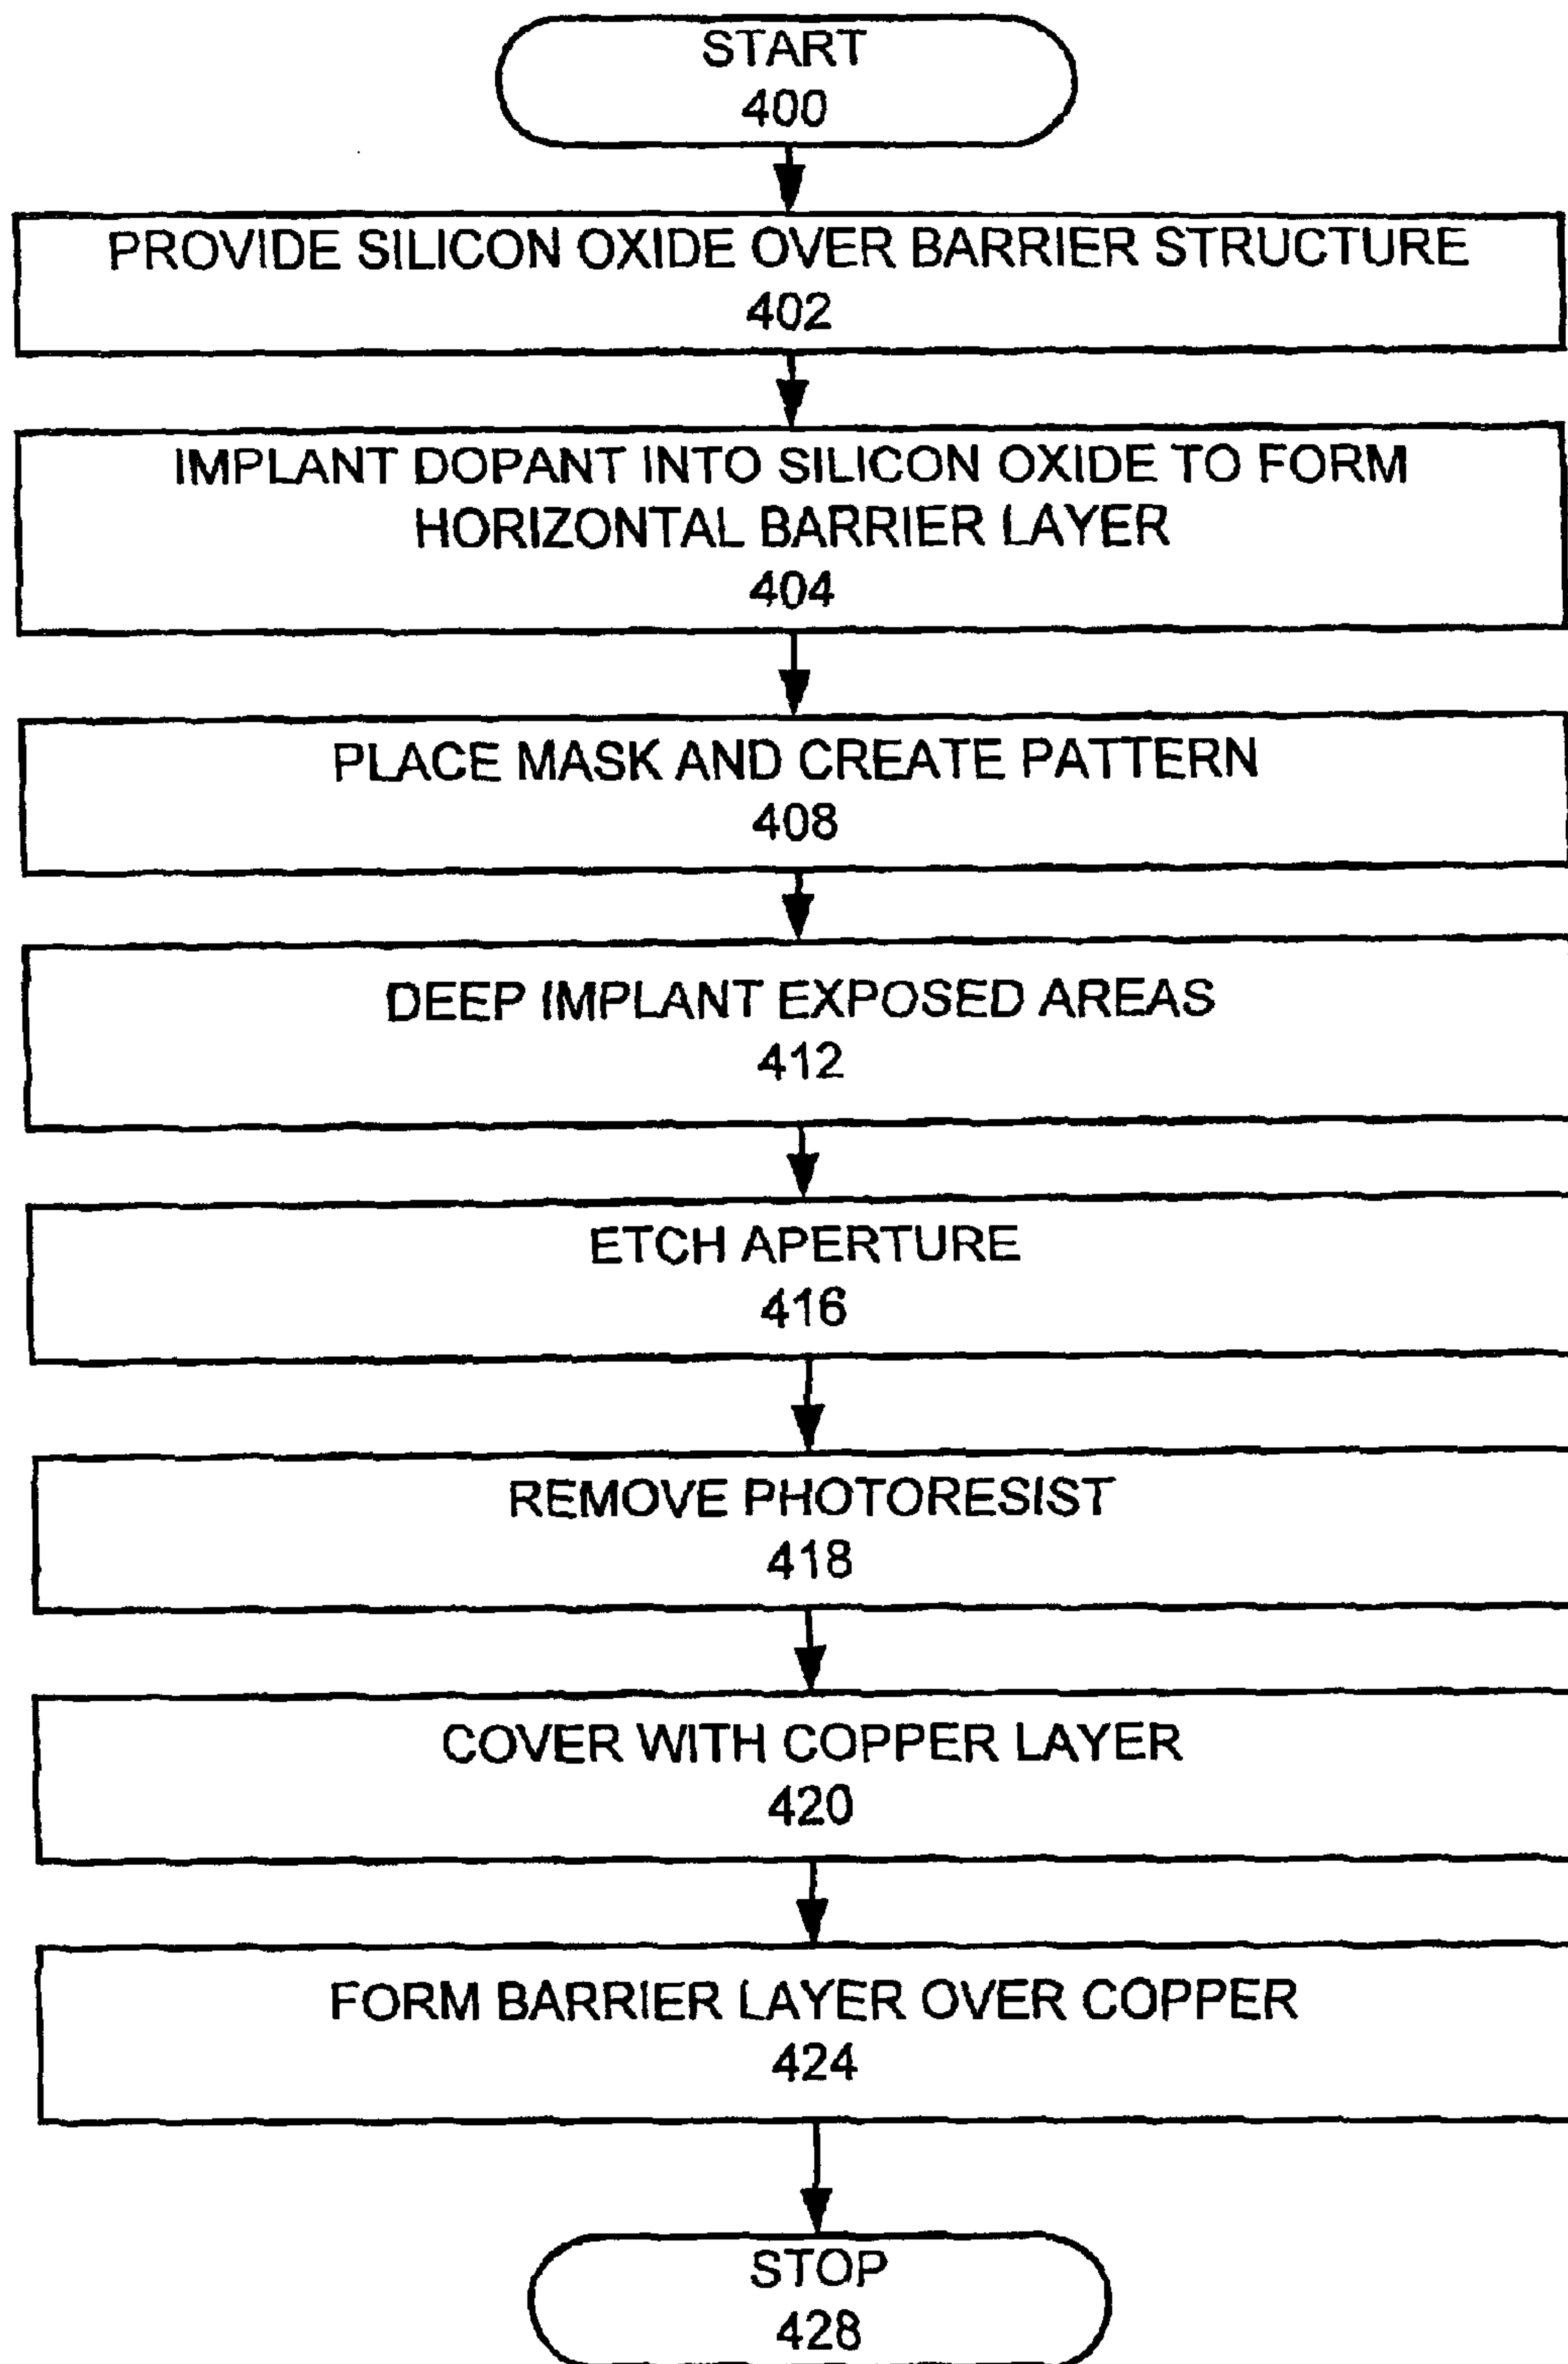 START
400
PROVIDE SILICON OXIDE OVER BARRIER STRUCTURE
402
IMPLANT DOPANT INTO SILICON OXIDE TO FORM
HORIZONTAL BARRIER LAYER
404
PLACE MASK AND CREATE PATTERN
408
DEEP IMPLANT EXPOSED AREAS
412
ETCH APERTURE
416
REMOVE PHOTORESIST
418
COVER WITH COPPER LAYER
420
FORM BARRIER LAYER OVER COPPER
424
STOP
428